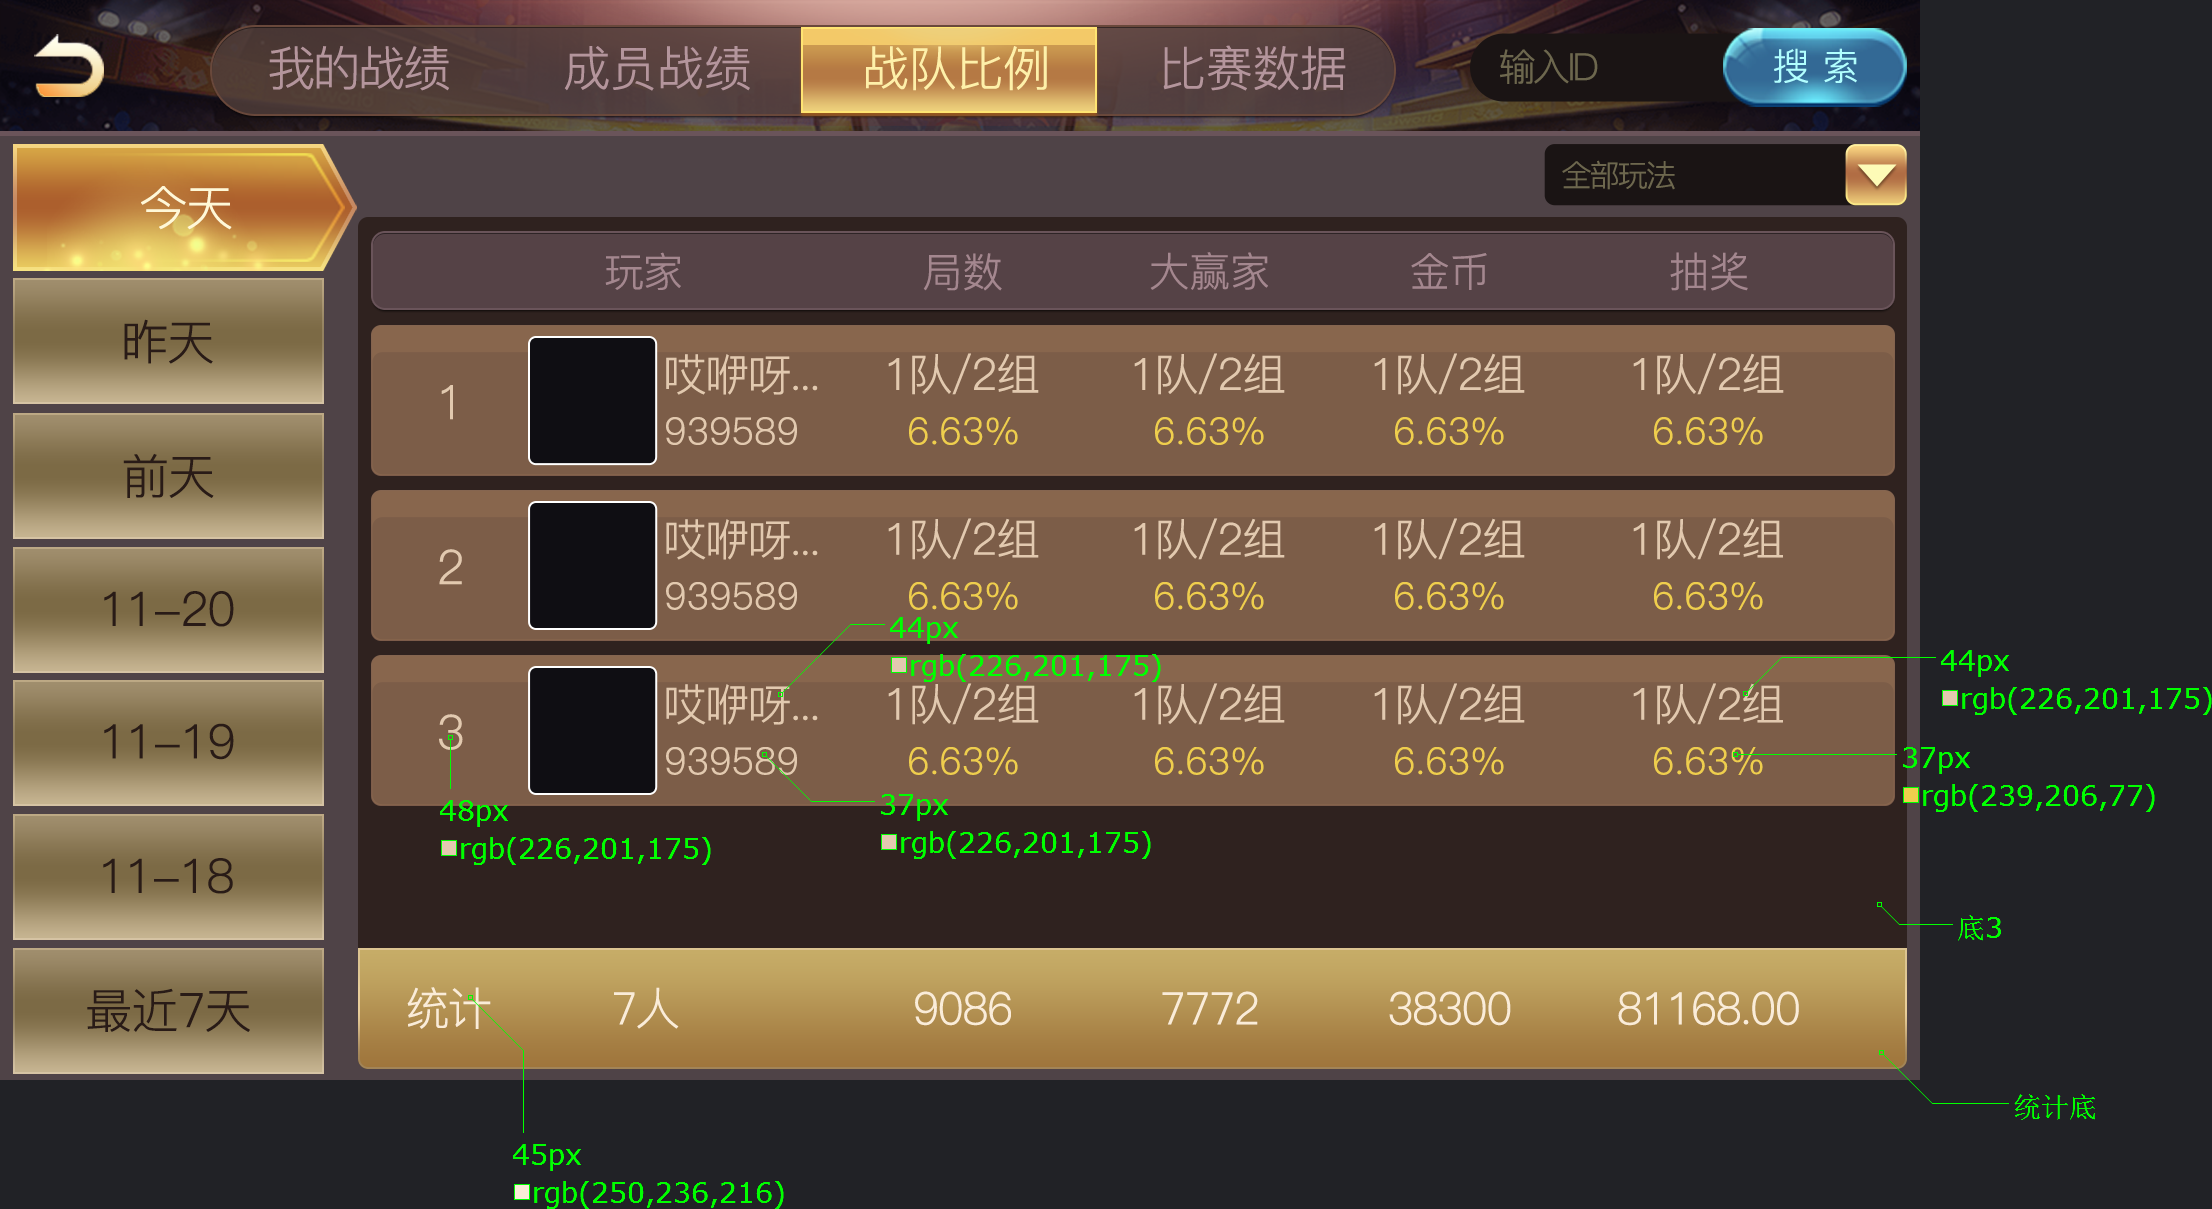 我的战绩 成员战绩 战队比例 比赛数据 输入ID 搜 索
全部玩法
今天
昨天
前天
11-20
11-19
11-18
最近7天
玩家 局数 大赢家 金币 抽奖
1 哎咿呀... 1队/2组 1队/2组 1队/2组 1队/2组
939589 6.63% 6.63% 6.63% 6.63%
2 哎咿呀... 1队/2组 1队/2组 1队/2组 1队/2组
939589 6.63% 6.63% 6.63% 6.63%
44px
rgb(226,201,175)
44px
rgb(226,201,175)
3 哎咿呀... 1队/2组 1队/2组 1队/2组 1队/2组
939589 6.63% 6.63% 6.63% 6.63%
37px
rgb(239,206,77)
48px
rgb(226,201,175)
37px
rgb(226,201,175)
底3
统计 7人 9086 7772 38300 81168.00
统计底
45px
rgb(250,236,216)